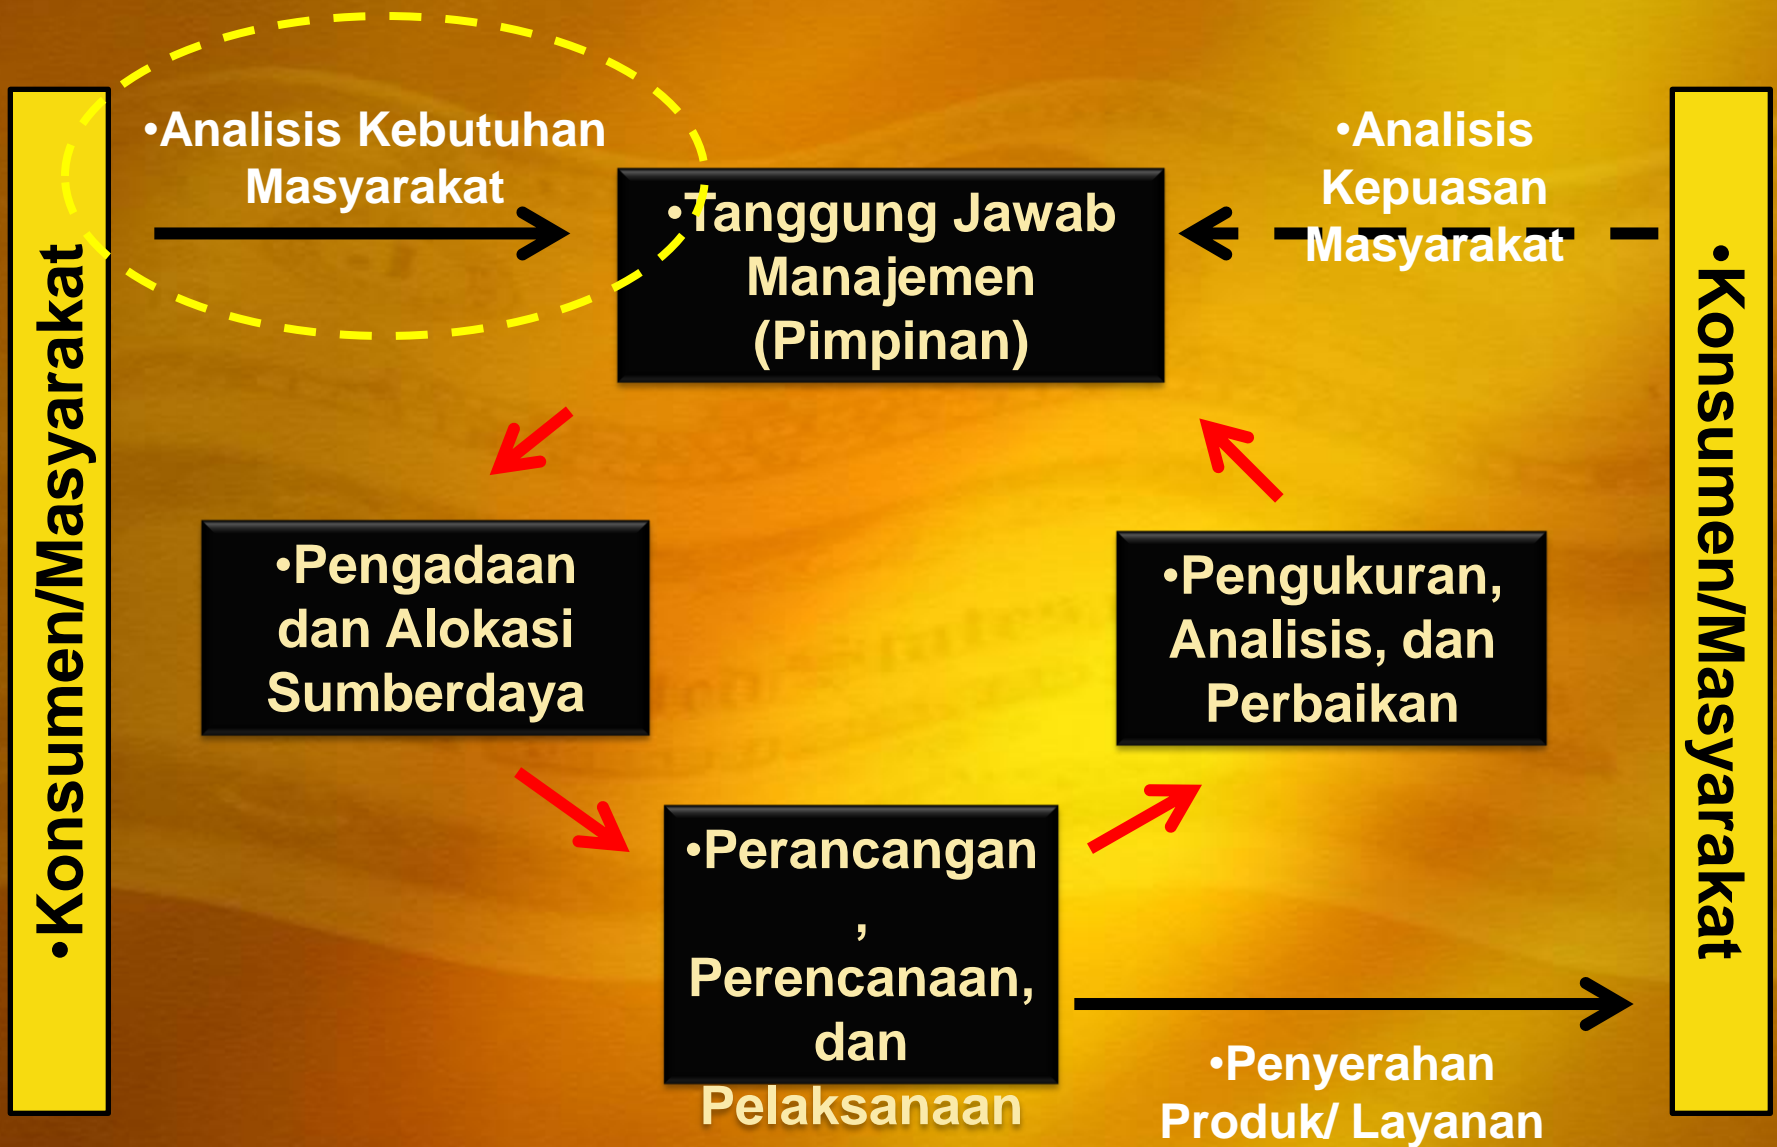 •Konsumen/Masyarakat
•Analisis Kebutuhan
Masyarakat
•Tanggung Jawab
Manajemen
(Pimpinan)
•Analisis
Kepuasan
Masyarakat
•Konsumen/Masyarakat
•Pengadaan
dan Alokasi
Sumberdaya
•Pengukuran,
Analisis, dan
Perbaikan
•Perancangan
,
Perencanaan,
dan
Pelaksanaan
•Penyerahan
Produk/ Layanan